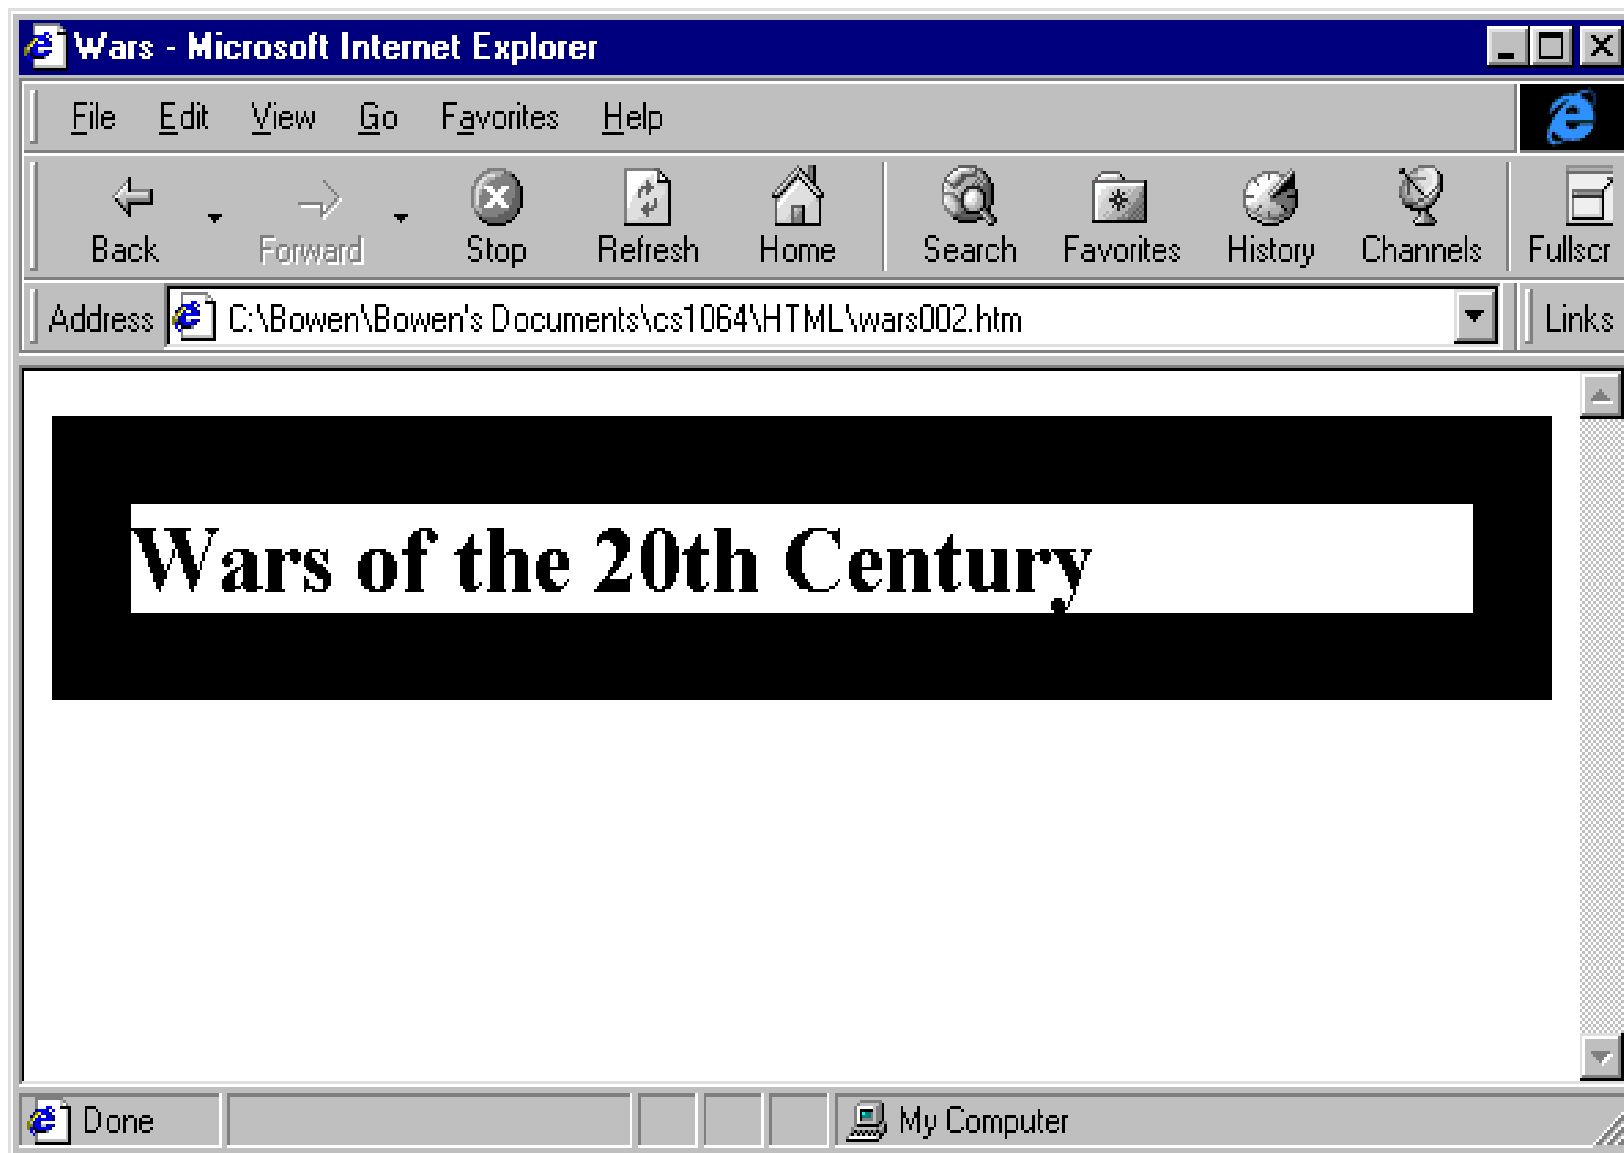 Wars - Microsoft Internet Explorer
File Edit View Go Favorites Help
Back Forward Stop Refresh Home Search Favorites History Channels Fullscr
Address C:\Bowen\Bowen's Documents\cs1064\HTML\wars002.htm Links
Wars of the 20th Century
Done My Computer